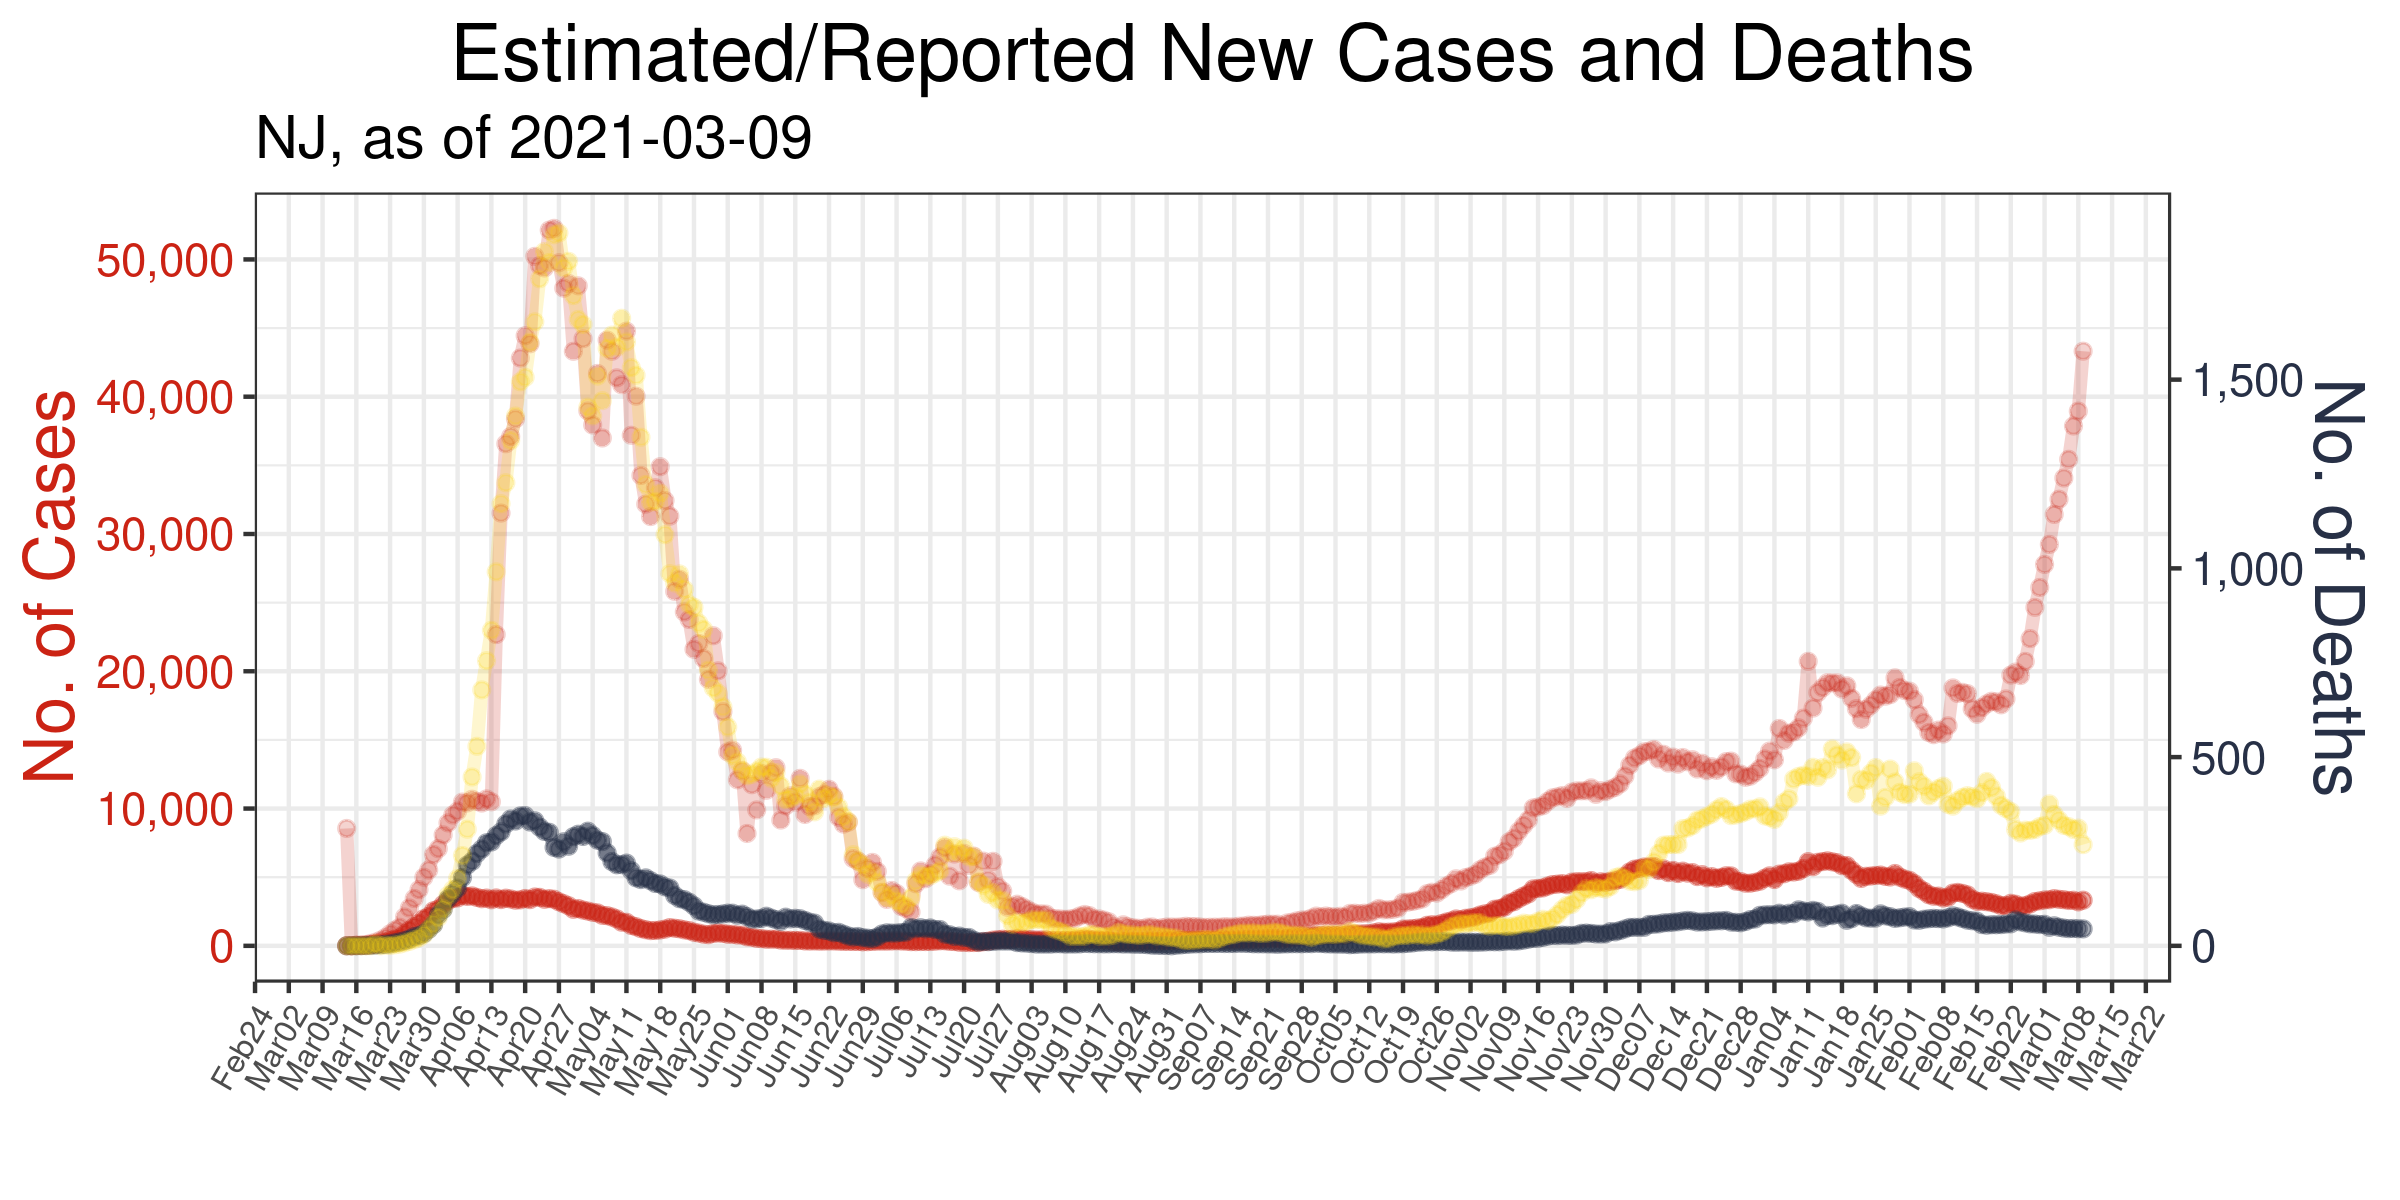 Estimated/Reported New Cases and Deaths
NJ, as of 2021-03-09
No. of Cases
50,000
40,000
30,000
20,000
10,000
0
1,500
1,000
500
0
No. of Deaths
Feb24
Mar02
Mar09
Mar16
Mar23
Mar30
Apr06
Apr13
Apr20
Apr27
May04
May11
May18
May25
Jun01
Jun08
Jun15
Jun22
Jun29
Jul06
Jul13
Jul20
Jul27
Aug03
Aug10
Aug17
Aug24
Aug31
Sep07
Sep14
Sep21
Sep28
Oct05
Oct12
Oct19
Oct26
Nov02
Nov09
Nov16
Nov23
Nov30
Dec07
Dec14
Dec21
Dec28
Jan04
Jan11
Jan18
Jan25
Feb01
Feb08
Feb15
Feb22
Mar01
Mar08
Mar15
Mar22